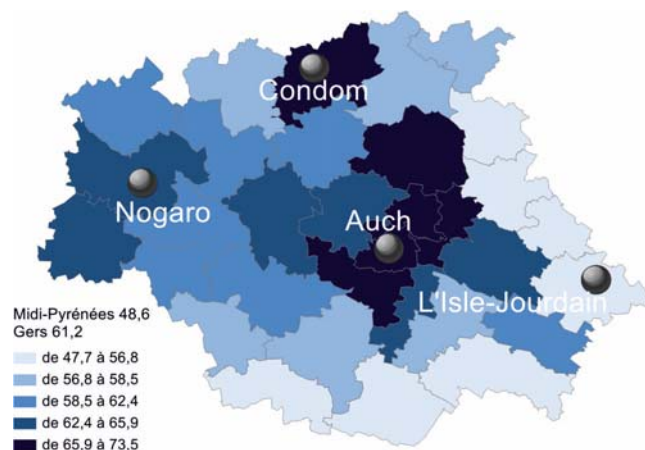 Condom
Nogaro
Auch
L'Isle-Jourdain
Midi-Pyrénées 48,6
Gers 61,2
de 47,7 à 56,8
de 56,8 à 58,5
de 58,5 à 62,4
de 62,4 à 65,9
de 65,9 à 73,5